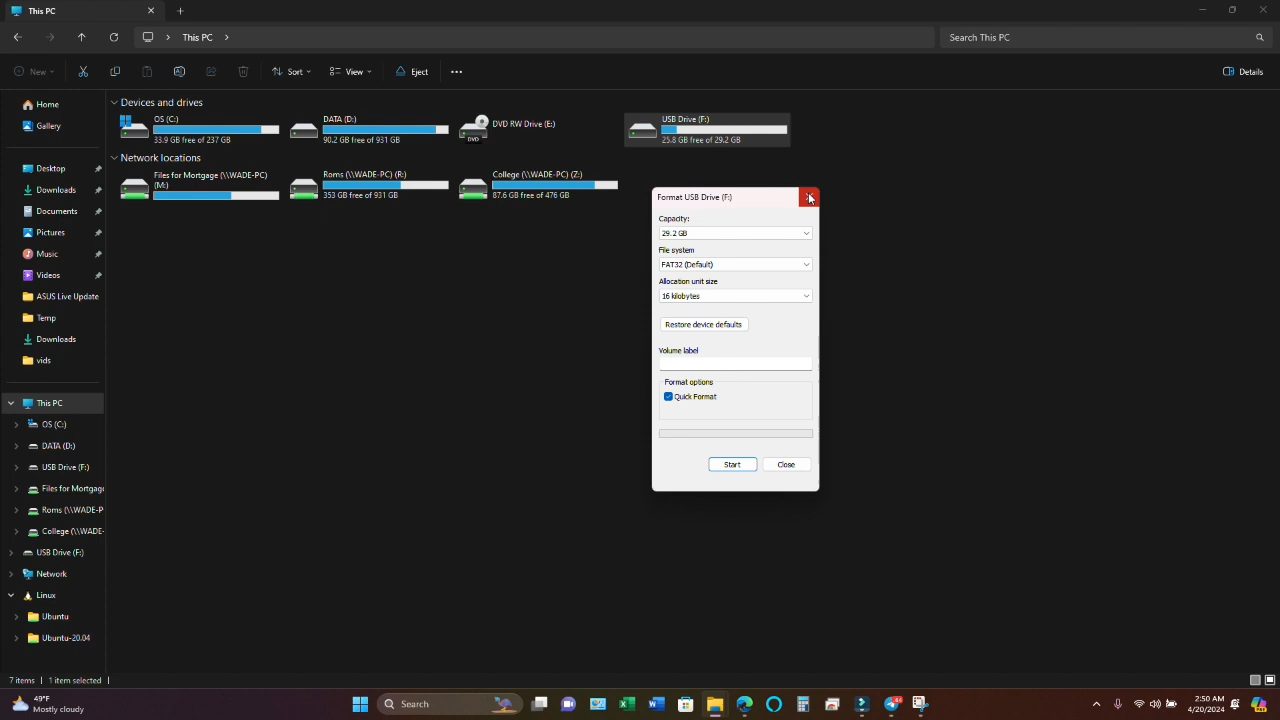 This PC
This PC
Search This PC
New
Sort
View
Eject
Details
Home
Gallery
Desktop
Downloads
Documents
Pictures
Music
Videos
ASUS Live Update
Temp
Downloads
vids
This PC
OS (C:)
DATA (D:)
USB Drive (F:)
Files for Mortgag
Roms (\\WADE-P
College (\\WADE-
USB Drive (F:)
Network
Linux
Ubuntu
Ubuntu-20.04
Devices and drives
OS (C:)
33.9 GB free of 237 GB
DATA (D:)
90.2 GB free of 931 GB
DVD RW Drive (E:)
DVD
USB Drive (F:)
25.8 GB free of 29.2 GB
Network locations
Files for Mortgage (\\WADE-PC)
(M:)
Roms (\\WADE-PC) (R:)
353 GB free of 931 GB
College (\\WADE-PC) (Z:)
87.6 GB free of 476 GB
Format USB Drive (F:)
Capacity:
29.2 GB
File system
FAT32 (Default)
Allocation unit size
16 kilobytes
Restore device defaults
Volume label
Format options
Quick Format
Start
Close
7 items
1 item selected
49°F
Mostly cloudy
Search
2:50 AM
4/20/2024